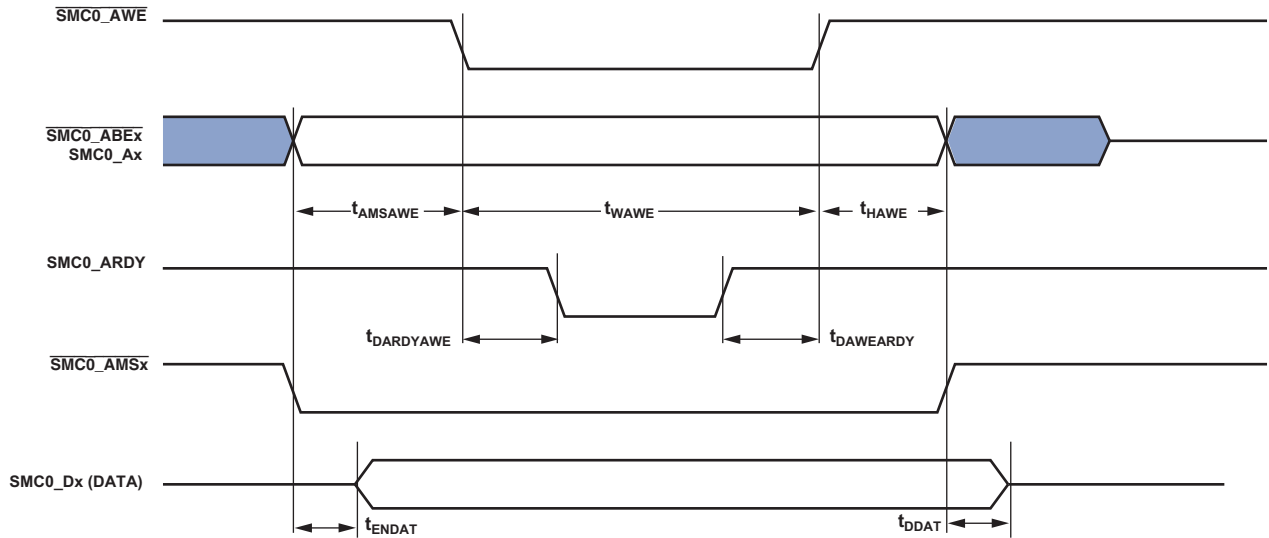 SMC0_AWE
SMC0_ABEx
SMC0_Ax
tAMSAWE
tWAWE
tHAWE
SMC0_ARDY
tDARDYAWE
tDAWEARDY
SMC0_AMSx
SMC0_Dx (DATA)
tENDAT
tDDAT